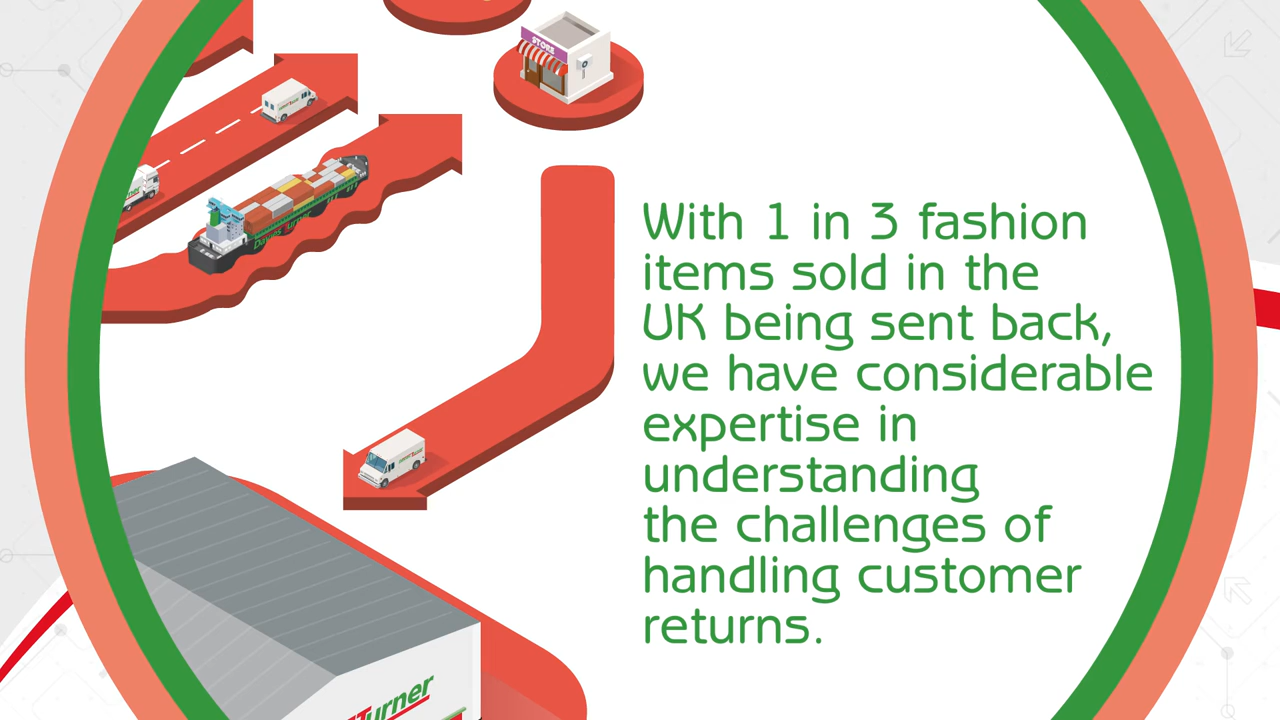 STORE
With 1 in 3 fashion
items sold in the
UK being sent back,
we have considerable
expertise in
understanding
the challenges of
handling customer
returns.
Turner